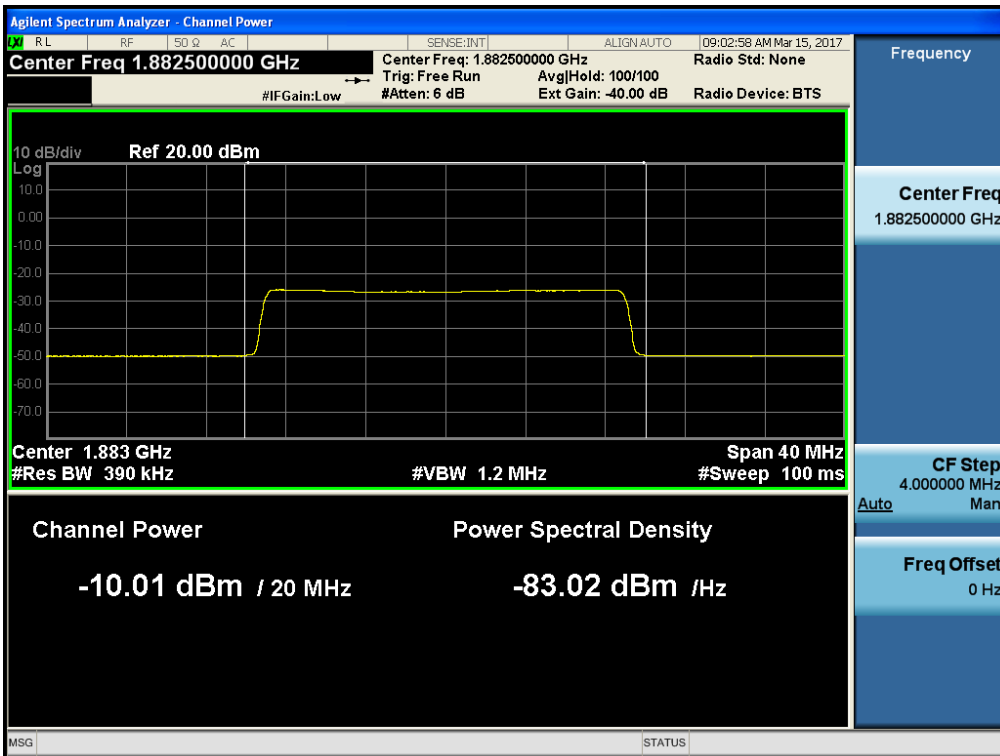 Agilent Spectrum Analyzer - Channel Power
LXI RL RF 50 Ω AC SENSE:INT ALIGN AUTO 09:02:58 AM Mar 15, 2017
Center Freq 1.882500000 GHz
Center Freq: 1.882500000 GHz Radio Std: None
Trig: Free Run Avg|Hold: 100/100
#IFGain:Low #Atten: 6 dB Ext Gain: -40.00 dB Radio Device: BTS
10 dB/div Ref 20.00 dBm
Log
10.0
0.00
-10.0
-20.0
-30.0
-40.0
-50.0
-60.0
-70.0
Center 1.883 GHz Span 40 MHz
#Res BW 390 kHz #VBW 1.2 MHz #Sweep 100 ms
Channel Power Power Spectral Density
-10.01 dBm / 20 MHz -83.02 dBm /Hz
MSG STATUS
Frequency
Center Freq
1.882500000 GHz
CF Step
4.000000 MHz
Auto Man
Freq Offset
0 Hz